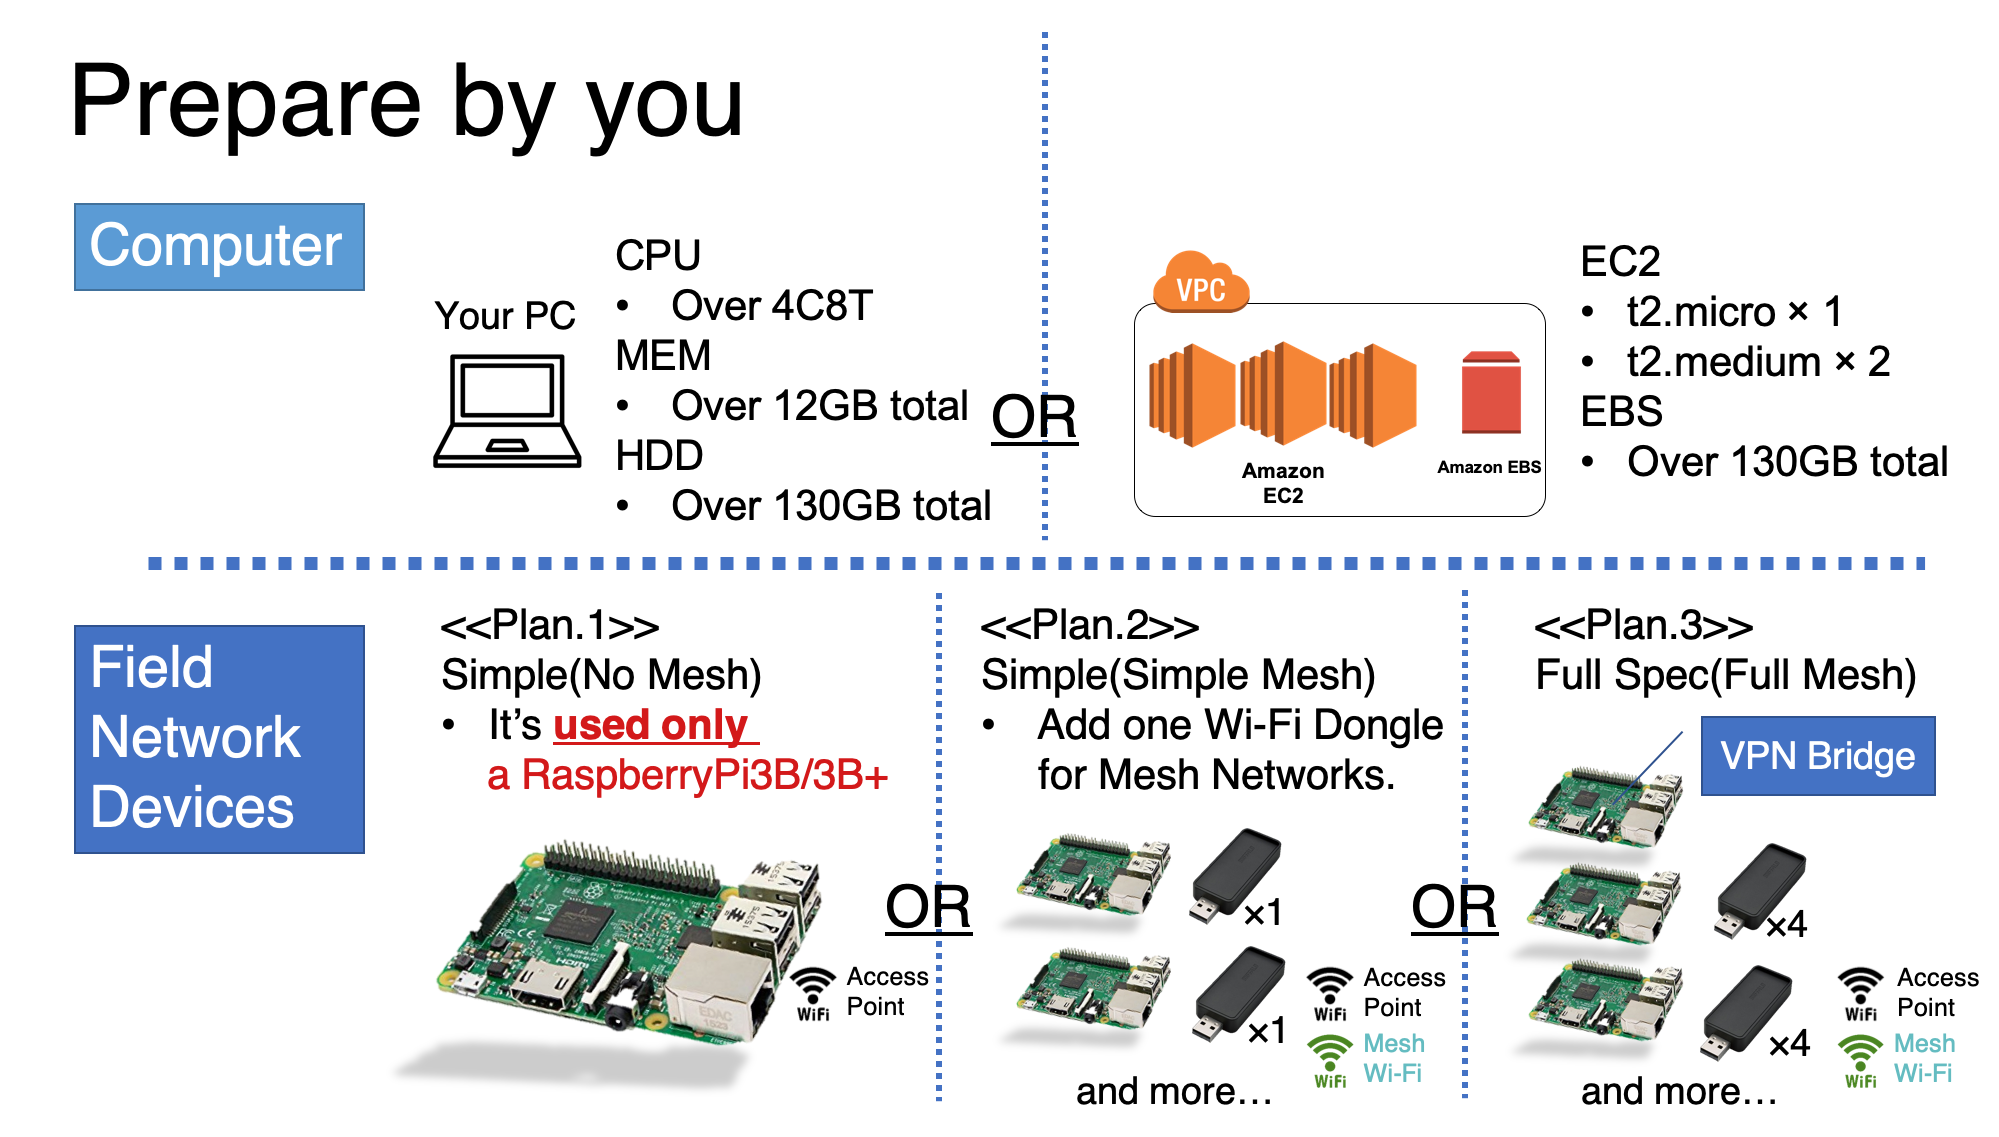 Prepare by you
Computer
Your PC
CPU
• Over 4C8T
MEM
• Over 12GB total
HDD
• Over 130GB total
OR
VPC
Amazon
EC2
Amazon EBS
EC2
• t2.micro × 1
• t2.medium × 2
EBS
• Over 130GB total
Field
Network
Devices
<<Plan.1>>
Simple(No Mesh)
• It’s used only
a RaspberryPi3B/3B+
WiFi
Access
Point
OR
<<Plan.2>>
Simple(Simple Mesh)
• Add one Wi-Fi Dongle
for Mesh Networks.
×1
×1
WiFi
Access
Point
WiFi
Mesh
Wi-Fi
and more…
OR
<<Plan.3>>
Full Spec(Full Mesh)
VPN Bridge
×4
×4
WiFi
Access
Point
WiFi
Mesh
Wi-Fi
and more…